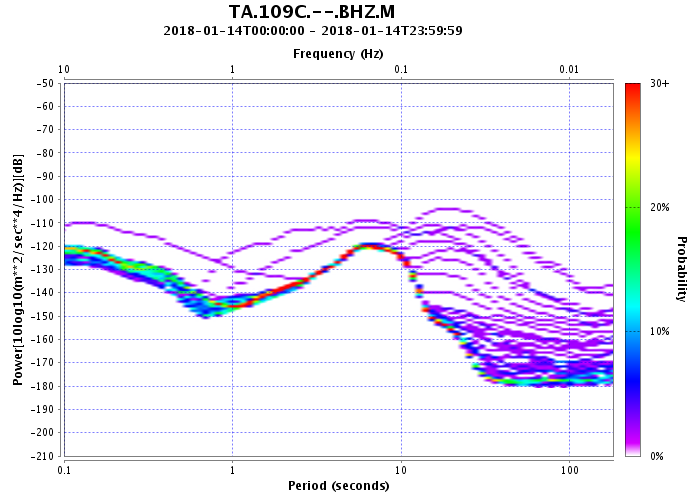 TA.109C.--.BHZ.M
2018-01-14T00:00:00 - 2018-01-14T23:59:59
Frequency (Hz)
10 1 0.1 0.01
-50
-60
-70
-80
-90
-100
-110
-120
-130
-140
-150
-160
-170
-180
-190
-200
-210
Power[10log10(m**2/sec**4/Hz)][dB]
0.1 1 10 100
Period (seconds)
30+
20%
10%
0%
Probability